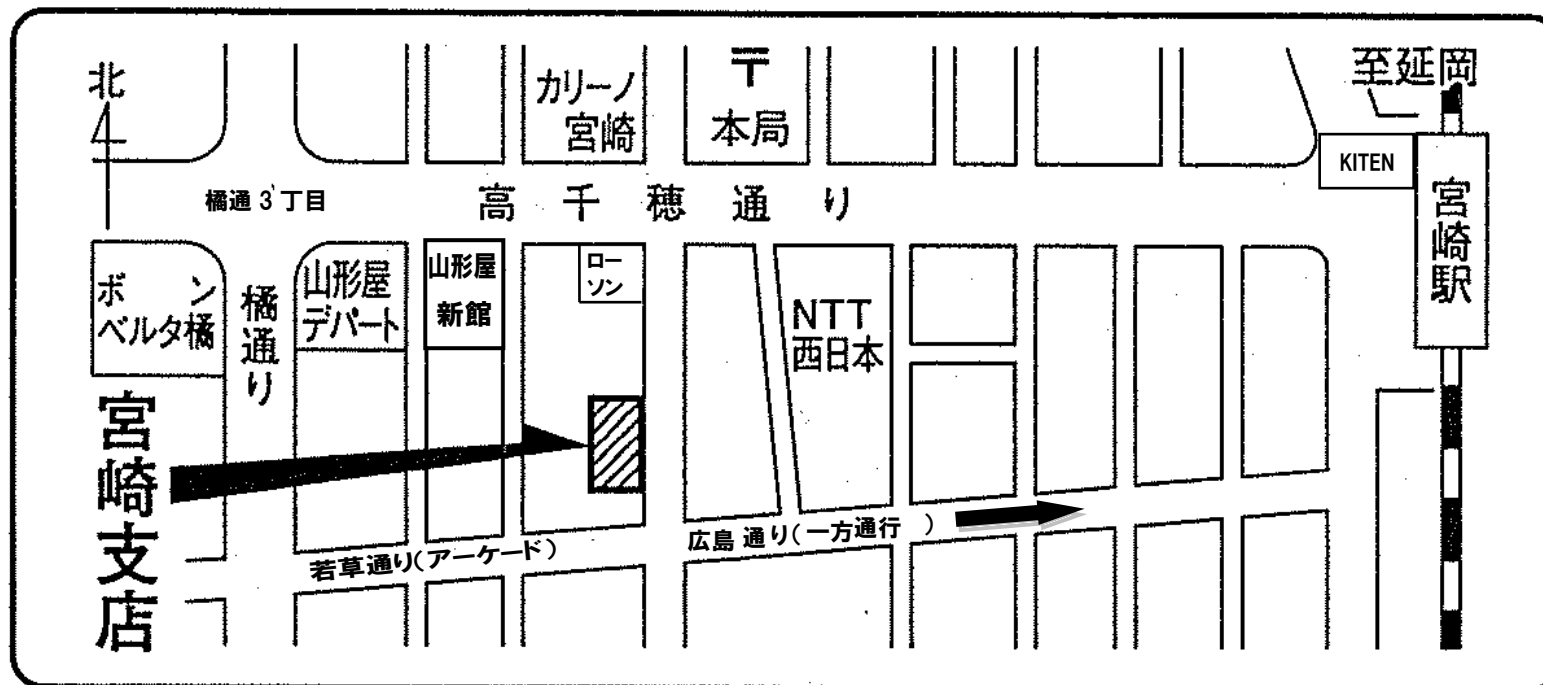 北
カリーノ
宮崎
〒
本局
至延岡
KITEN
宮崎駅
橘通 3丁目
高千穂通り
ボン
ベルタ橘
橘通り
山形屋
デパート
山形屋
新館
ロー
ソン
NTT
西日本
宮崎支店
若草通り(アーケード)
広島 通り(一方通行 )